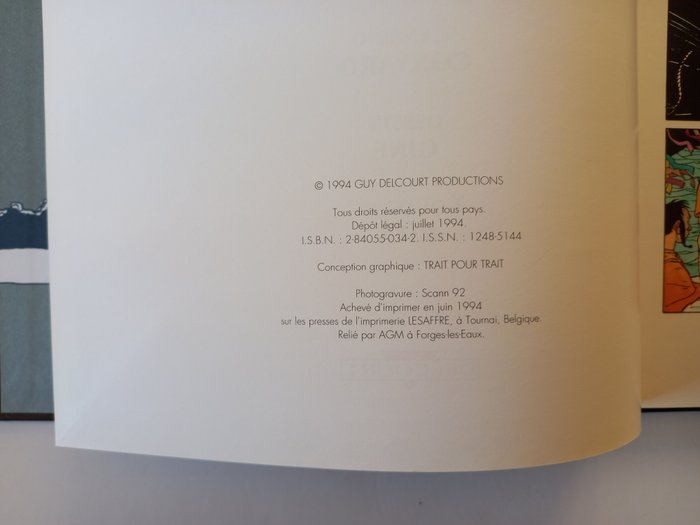 © 1994 GUY DELCOURT PRODUCTIONS
Tous droits réservés pour tous pays.
Dépôt légal : juillet 1994.
I.S.B.N. : 2-84055-034-2. I.S.S.N. : 1248-5144
Conception graphique : TRAIT POUR TRAIT
Photogravure : Scann 92
Achevé d'imprimer en juin 1994
sur les presses de l'imprimerie LESAFFRE, à Tournai, Belgique.
Relié par AGM à Forges-les-Eaux.